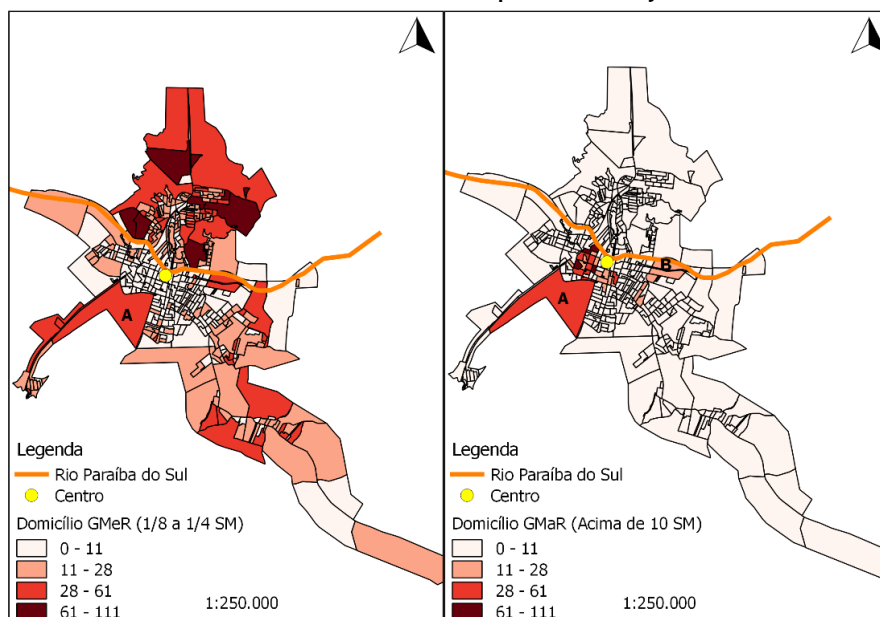 A
Legenda
Rio Paraíba do Sul
Centro
Domicílio GMeR (1/8 a 1/4 SM)
0 - 11
11 - 28
28 - 61
61 - 111
1:250.000
A
B
Legenda
Rio Paraíba do Sul
Centro
Domicílio GMaR (Acima de 10 SM)
0 - 11
11 - 28
28 - 61
61 - 111
1:250.000